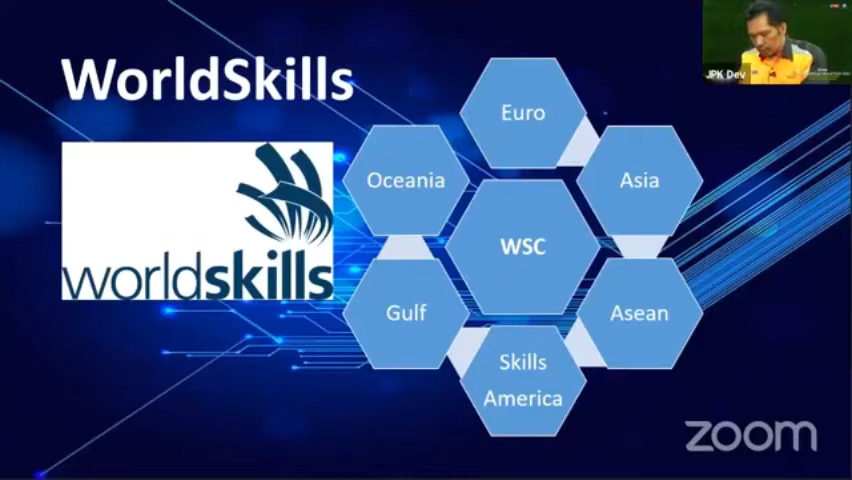 WorldSkills
JPK Dev
worldskills
Euro
Oceania
Asia
WSC
Gulf
Asean
Skills
America
zoom